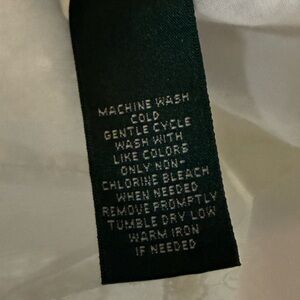 MACHINE WASH
COLD
GENTLE CYCLE
WASH WITH
LIKE COLORS
ONLY NON-
CHLORINE BLEACH
WHEN NEEDED
REMOVE PROMPTLY
TUMBLE DRY LOW
WARM IRON
IF NEEDED